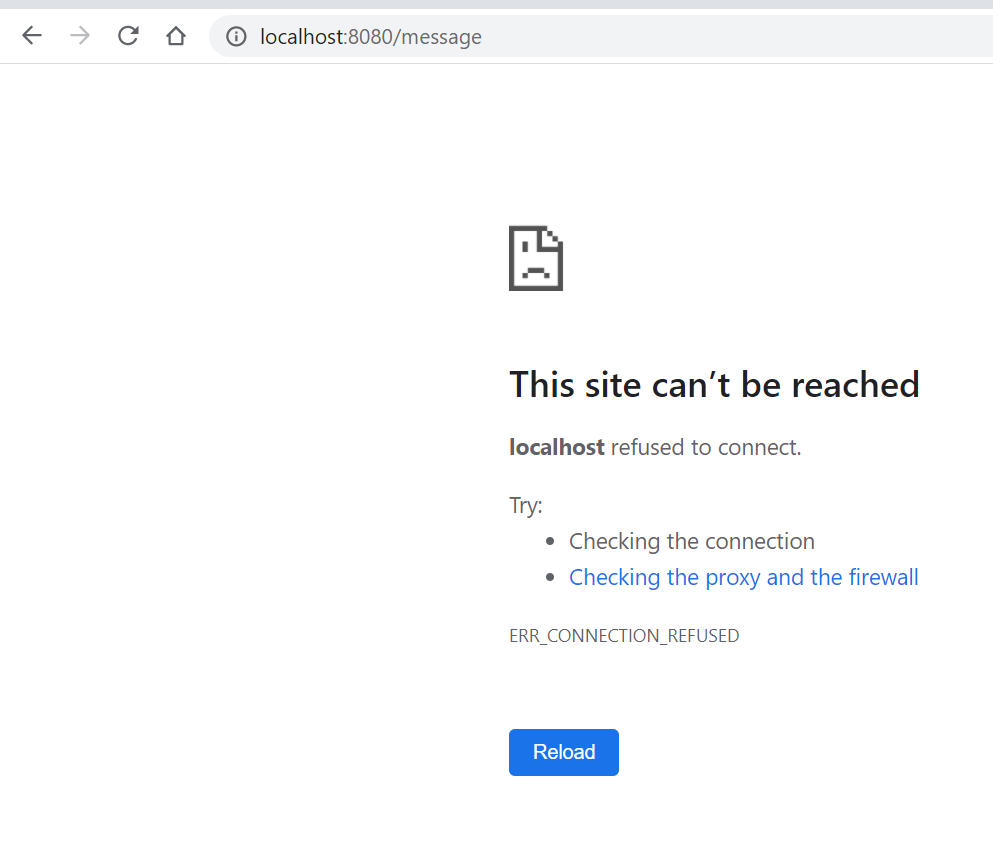 localhost:8080/message
This site can’t be reached
localhost refused to connect.
Try:
Checking the connection
Checking the proxy and the firewall
ERR_CONNECTION_REFUSED
Reload